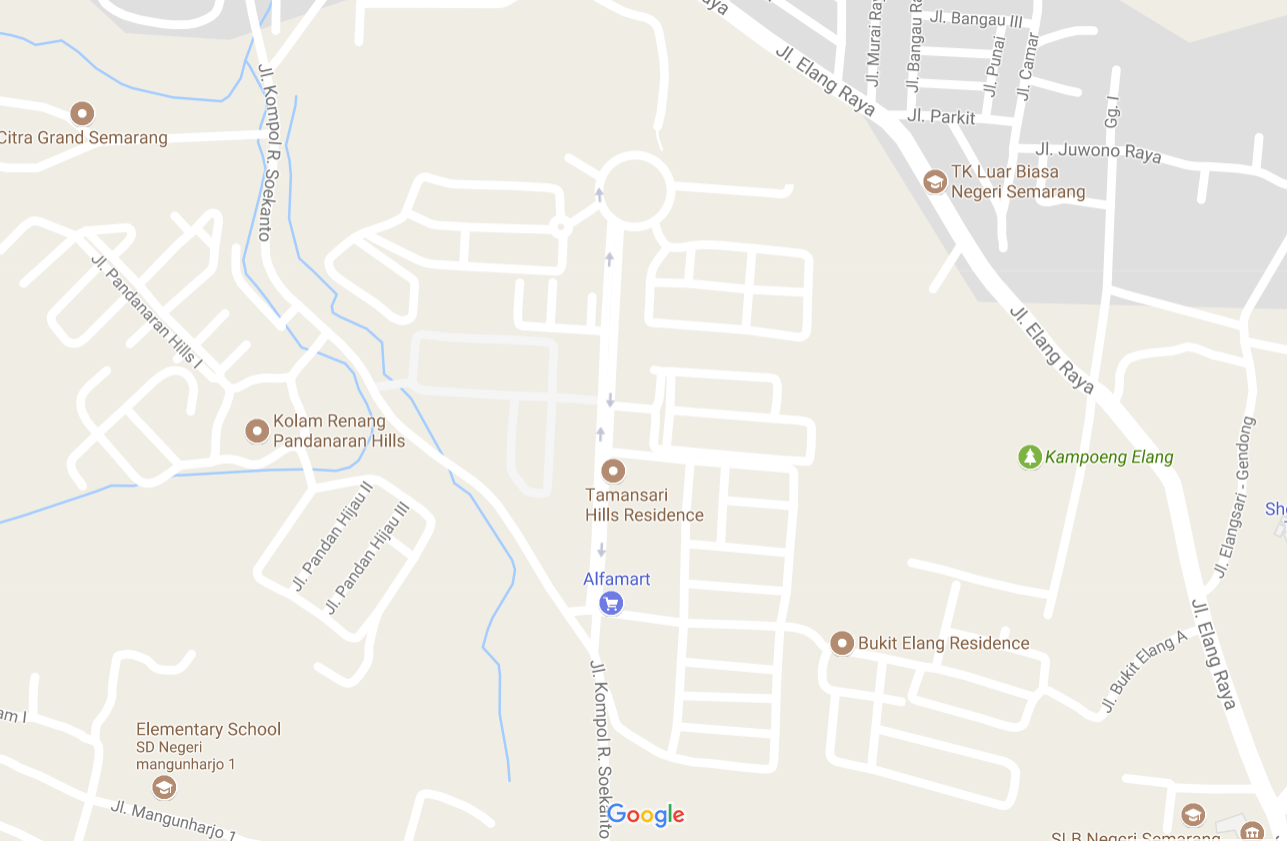 Jl. Bangau III
Jl. Murai Ray
Jl. Bangau Ra
Jl. Punai
Jl. Camar
Jl. Elang Raya
Jl. Kompol R. Soekanto
Citra Grand Semarang
Jl. Parkit
Gg. I
Jl. Juwono Raya
TK Luar Biasa
Negeri Semarang
Jl. Pandanaran Hills I
Jl. Elang Raya
Kolam Renang
Pandanaran Hills
Kampoeng Elang
Jl. Elangsari - Gendong
Tamansari
Hills Residence
Jl. Pandan Hijau II
Jl. Pandan Hijau III
Alfamart
Bukit Elang Residence
Jl. Bukit Elang A
Jl. Elang Raya
Jl. Kompol R. Soekanto
am I
Elementary School
SD Negeri
mangunharjo 1
Jl. Mangunharjo 1
Google
SLB Negeri Semarang